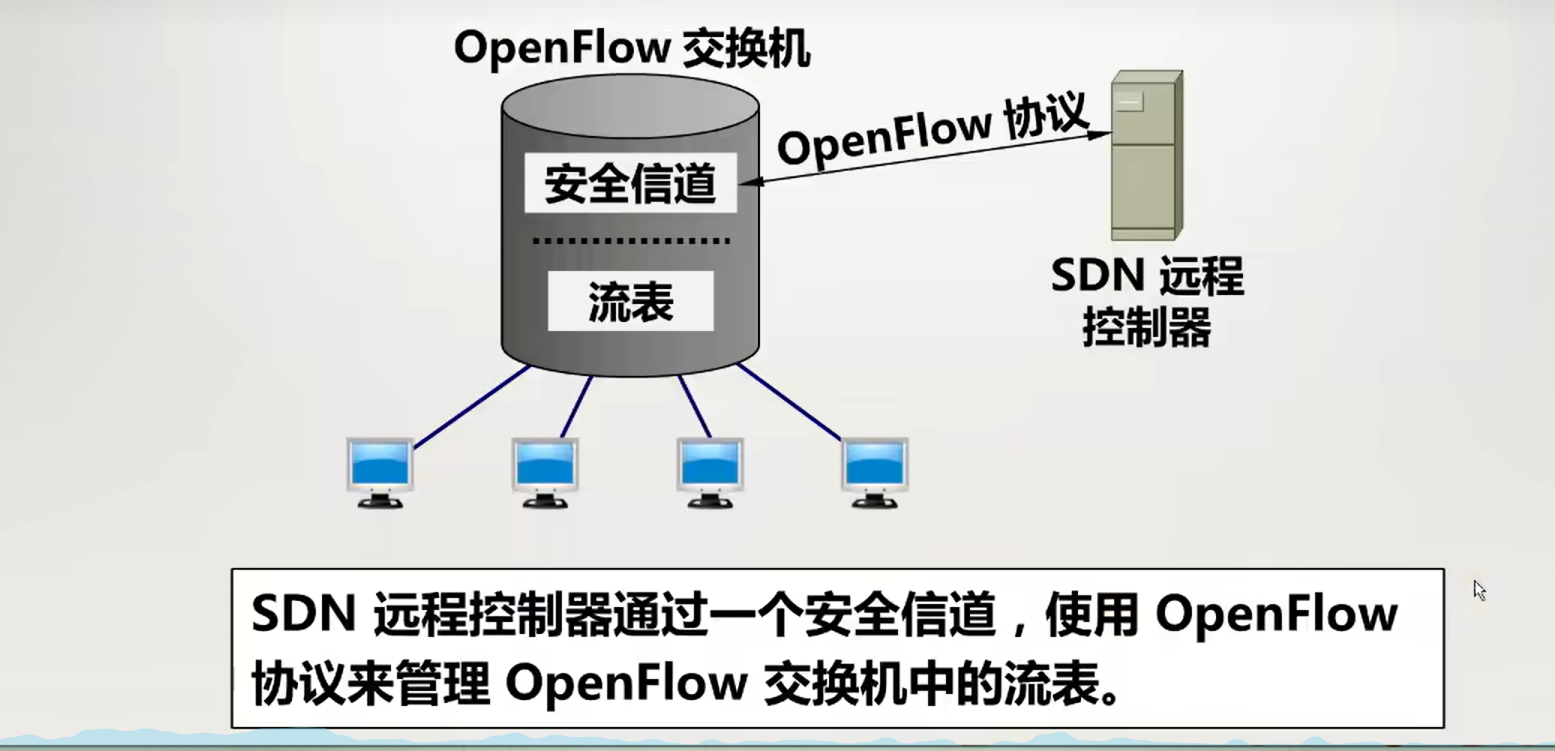 OpenFlow 交换机
OpenFlow 协议
安全信道
流表
SDN 远程
控制器
SDN 远程控制器通过一个安全信道，使用 OpenFlow
协议来管理 OpenFlow 交换机中的流表。